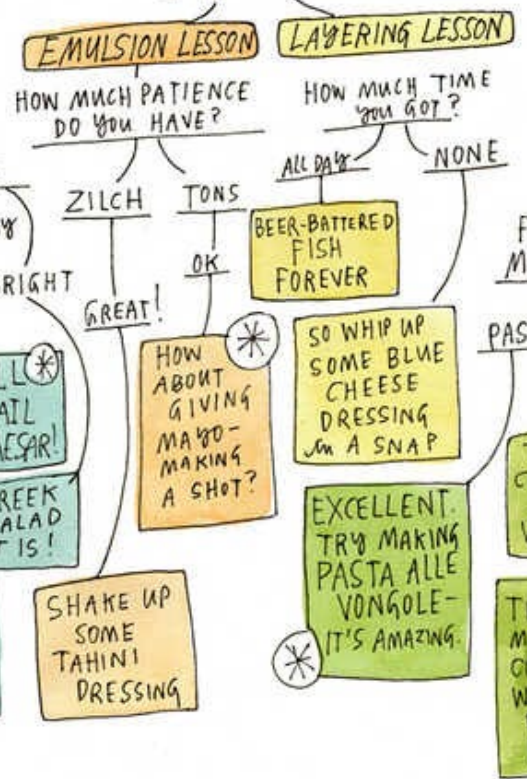 EMULSION LESSON
HOW MUCH PATIENCE
DO YOU HAVE?
ZILCH
GREAT!
SHAKE UP
SOME
TAHINI
DRESSING
TONS
OK
HOW
ABOUT
GIVING
MAYO-
MAKING
A SHOT?
LAYERING LESSON
HOW MUCH TIME
YOU GOT?
ALL DAY
BEER-BATTERED
FISH
FOREVER
NONE
SO WHIP UP
SOME BLUE
CHEESE
DRESSING
IN A SNAP
RIGHT
REEK
ALAD
T IS!
PAS
EXCELLENT.
TRY MAKING
PASTA ALLE
VONGOLE-
IT'S AMAZING.